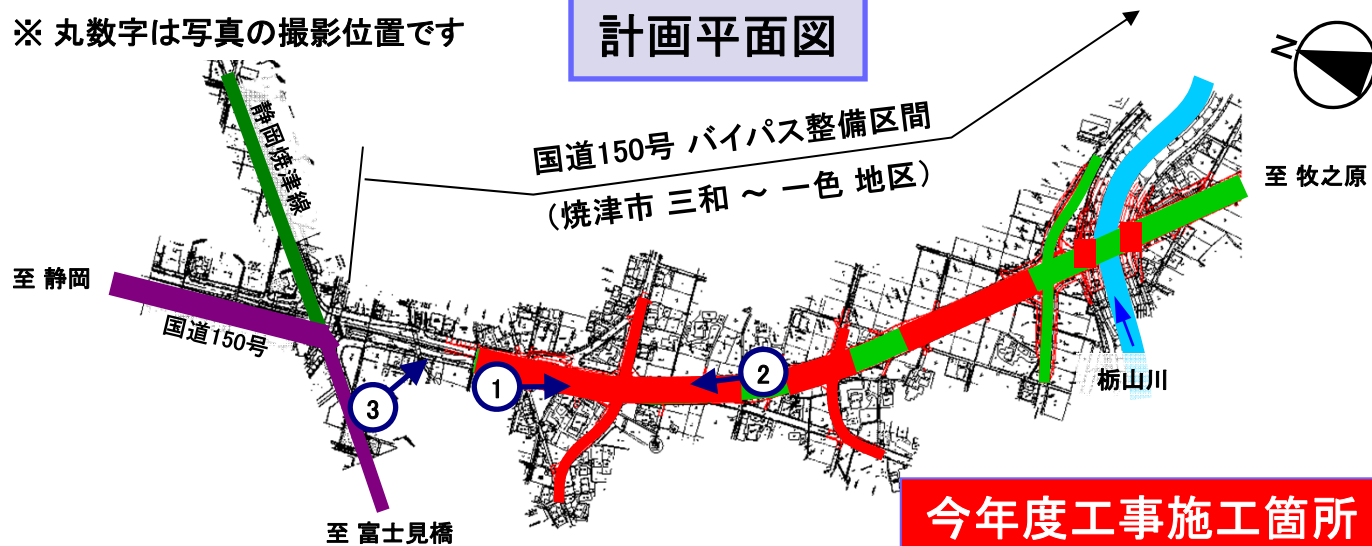 ※ 丸数字は写真の撮影位置です
計画平面図
N
静岡焼津線
国道150号 バイパス整備区間
(焼津市 三和 ~ 一色 地区)
至 牧之原
至 静岡
国道150号
①
②
③
栃山川
至 富士見橋
今年度工事施工箇所